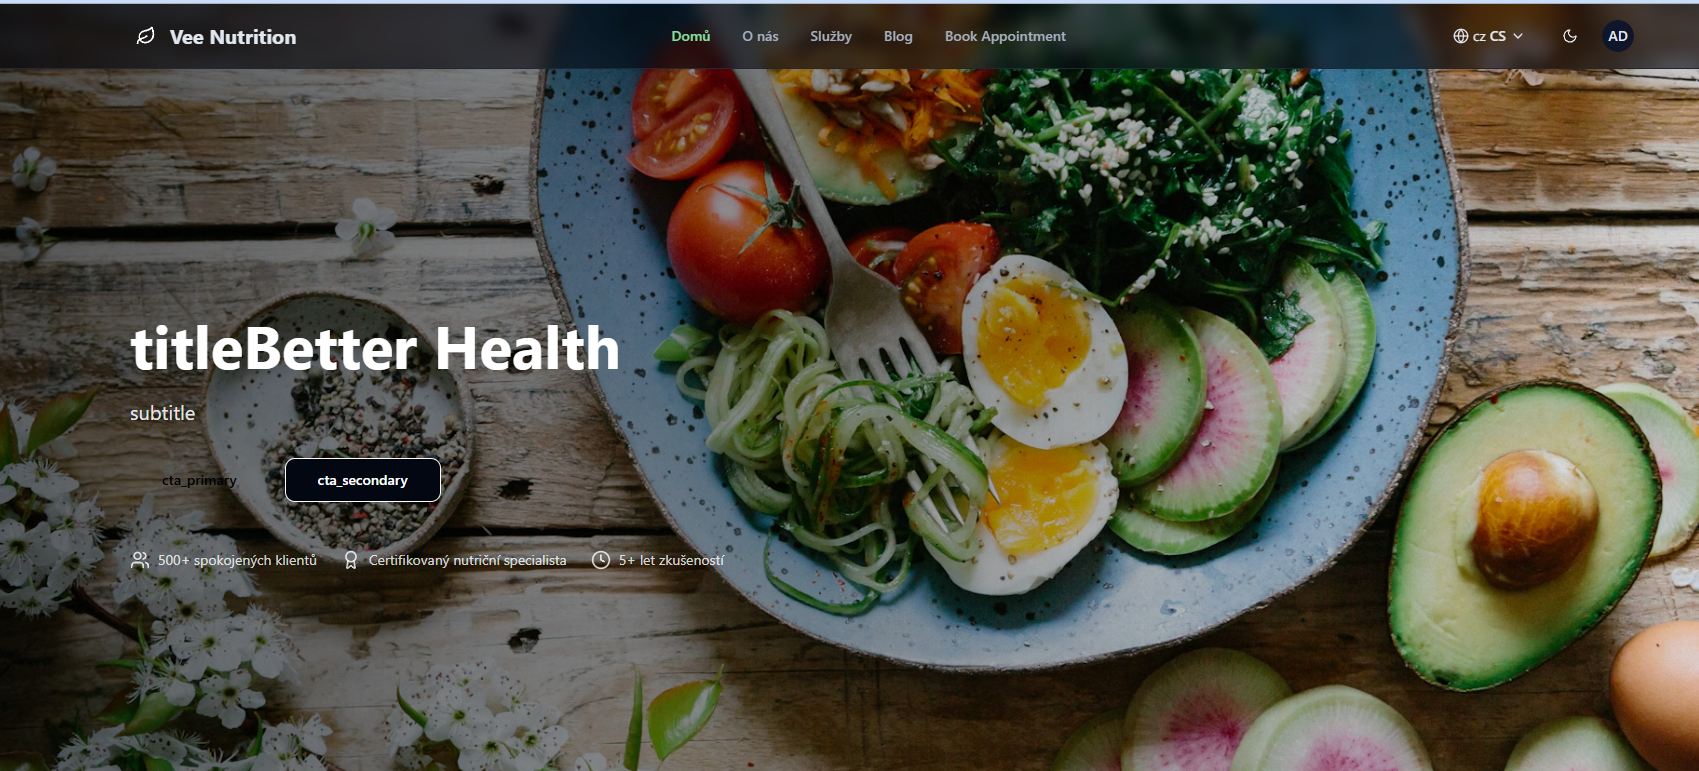 Vee Nutrition
Domů O nás Služby Blog Book Appointment
cz CS
AD
titleBetter Health
subtitle
cta_primary cta_secondary
500+ spokojených klientů Certifikovaný nutriční specialista 5+ let zkušeností